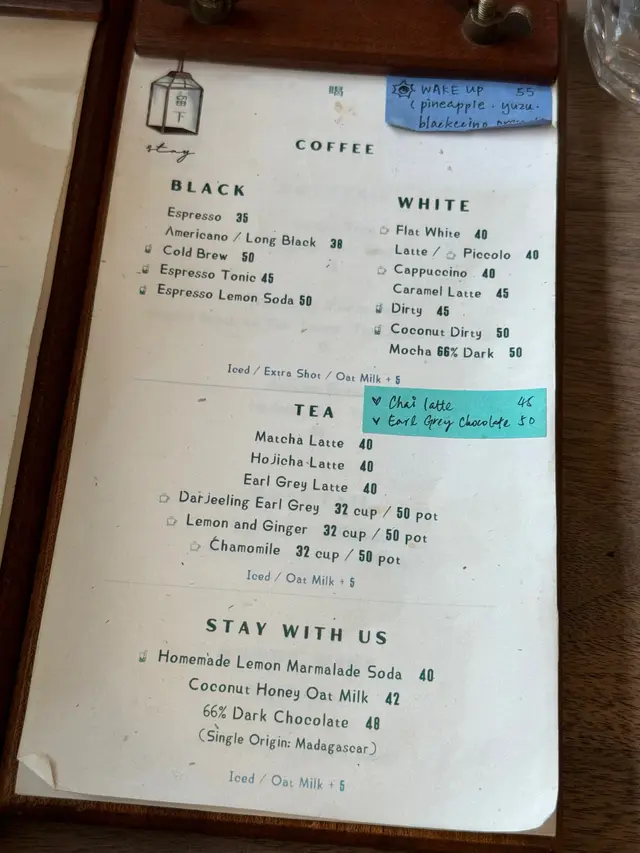 留下
stay
喝
WAKE UP 55
(pineapple · yuzu ·
COFFEE
BLACK
Espresso 35
Americano / Long Black 38
Cold Brew 50
Espresso Tonic 45
Espresso Lemon Soda 50
WHITE
Flat White 40
Latte / Piccolo 40
Cappuccino 40
Caramel Latte 45
Dirty 45
Coconut Dirty 50
Mocha 66% Dark 50
Iced / Extra Shot / Oat Milk + 5
Chai latte 45
Earl Grey Chocolate 50
TEA
Matcha Latte 40
Hojicha Latte 40
Earl Grey Latte 40
Darjeeling Earl Grey 32 cup / 50 pot
Lemon and Ginger 32 cup / 50 pot
Chamomile 32 cup / 50 pot
Iced / Oat Milk + 5
STAY WITH US
Homemade Lemon Marmalade Soda 40
Coconut Honey Oat Milk 42
66% Dark Chocolate 48
(Single Origin: Madagascar)
Iced / Oat Milk + 5